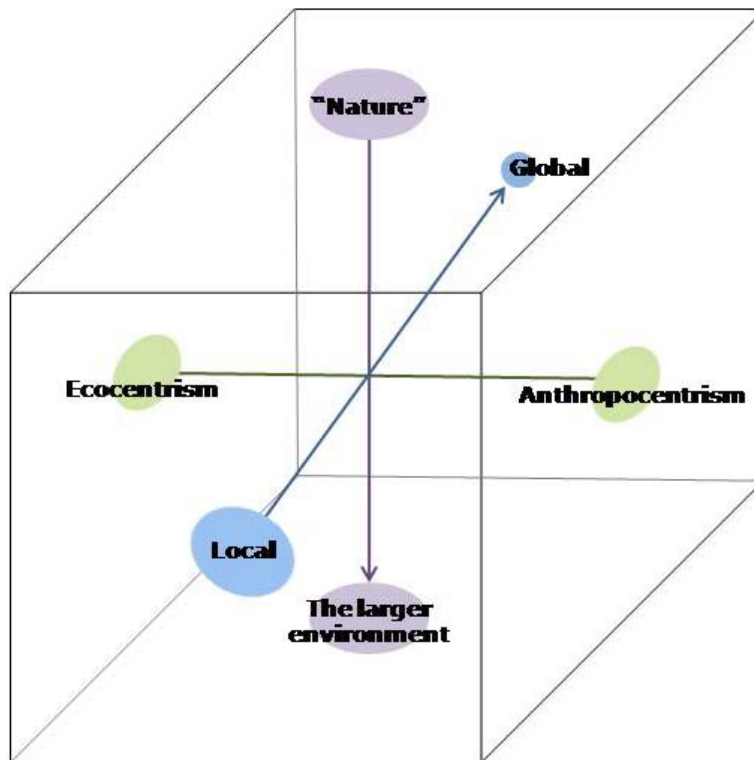 "Nature"
Global
Ecocentrism
Anthropocentrism
Local
The larger
environment